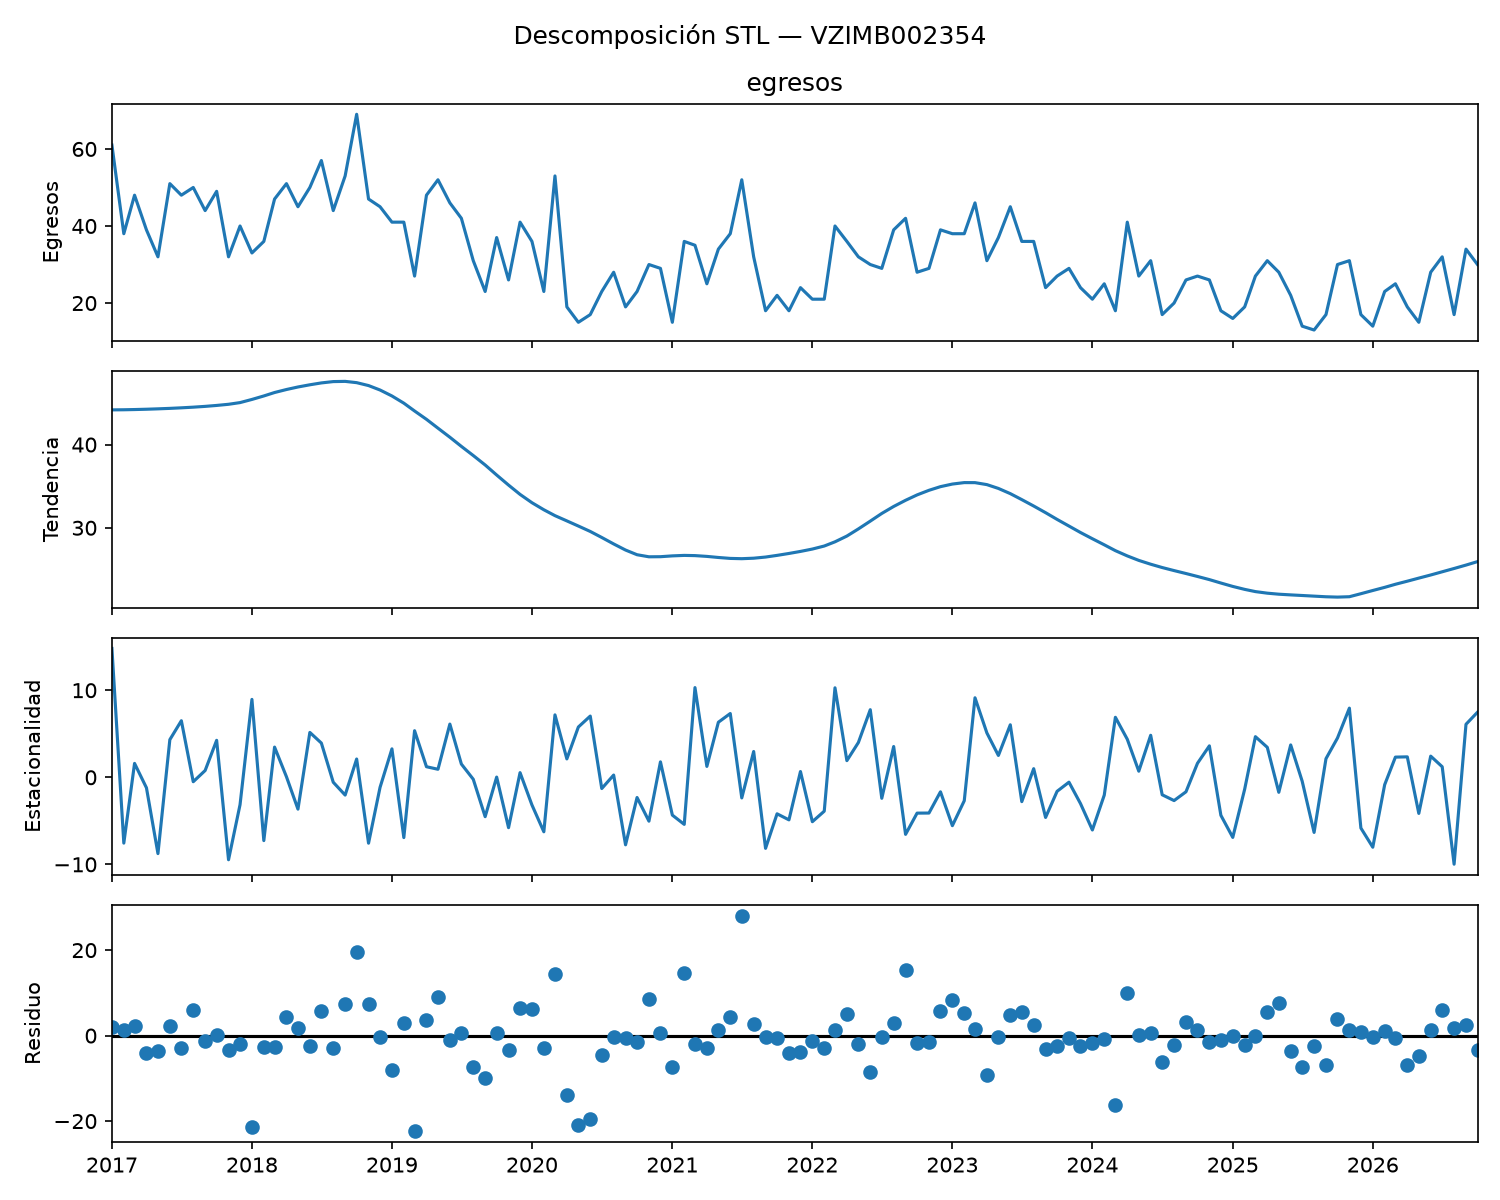 Descomposición STL — VZIMB002354
egresos
Egresos
60
40
20
Tendencia
40
30
Estacionalidad
10
0
−10
Residuo
20
0
−20
2017 2018 2019 2020 2021 2022 2023 2024 2025 2026